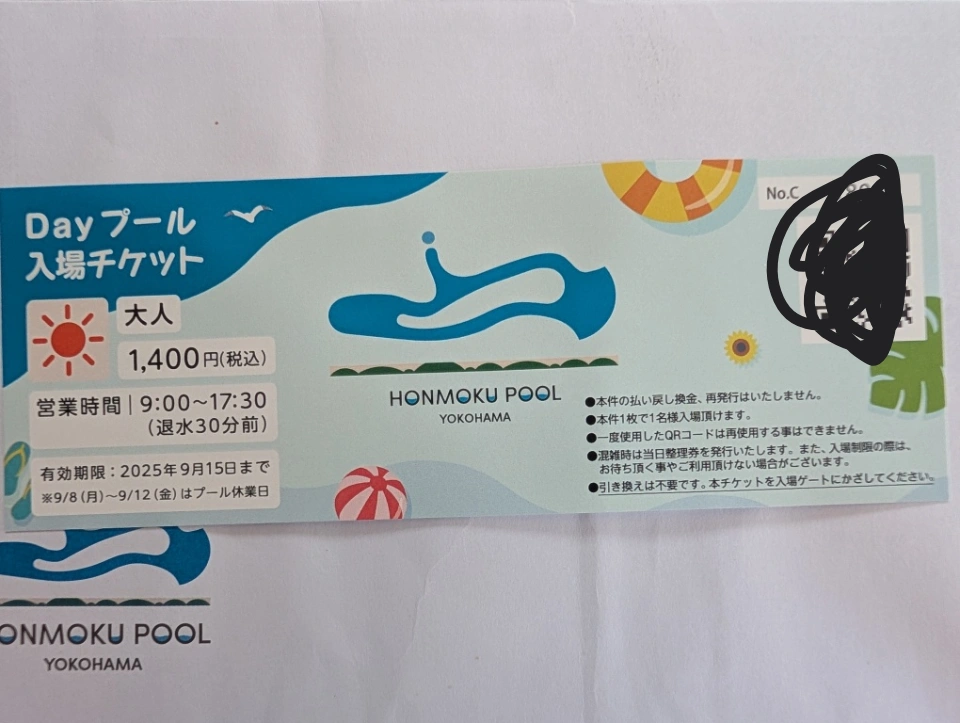 Dayプール
入場チケット
大人
1,400円(税込)
営業時間|9:00〜17:30
(退水30分前)
有効期限：2025年9月15日まで
※9/8(月)〜9/12(金)はプール休業日
HONMOKU POOL
YOKOHAMA
No.C
●本件の払い戻し換金、再発行はいたしません。
●本件1枚で1名様入場頂けます。
●一度使用したQRコードは再使用する事はできません。
●混雑時は当日整理券を発行いたします。また、入場制限の際は、
お待ち頂く事やご利用頂けない場合がございます。
●引き換えは不要です。本チケットを入場ゲートにかざしてください。
ONMOKU POOL
YOKOHAMA